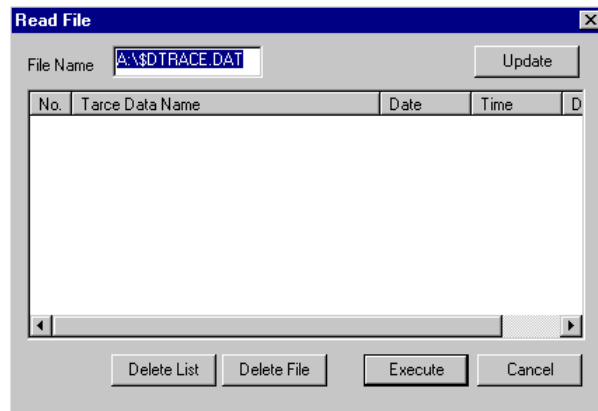 Read File
File Name A:\$DTRACE.DAT Update
No. Tarce Data Name Date Time D
Delete List Delete File Execute Cancel